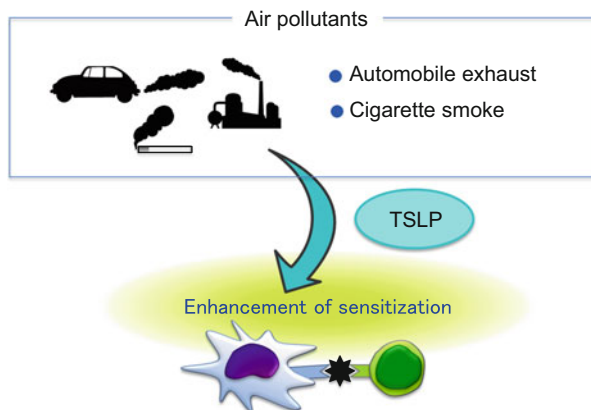 Air pollutants
Automobile exhaust
Cigarette smoke
TSLP
Enhancement of sensitization